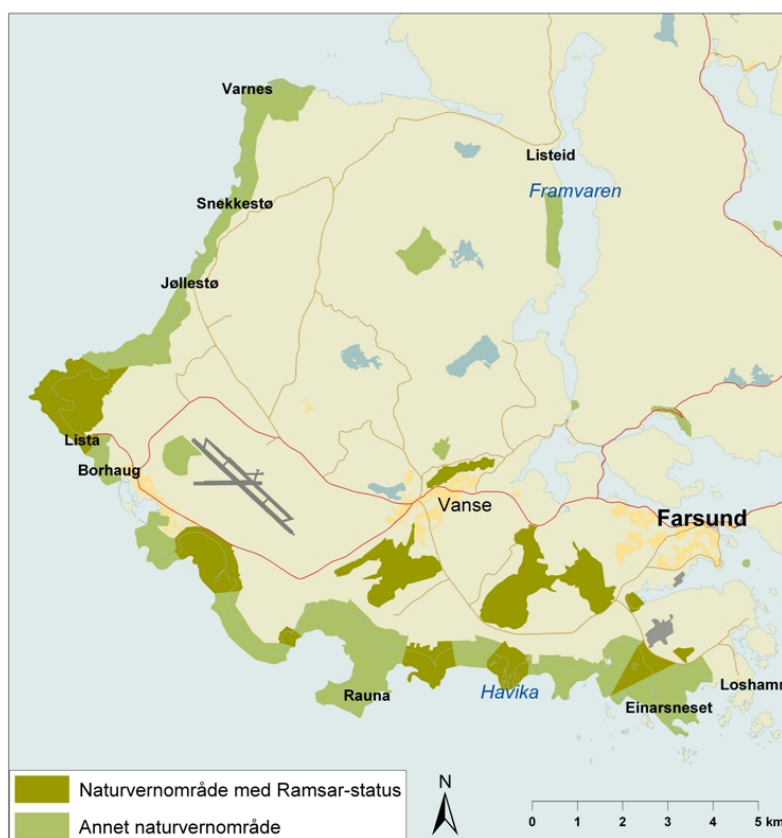 Varnes
Listeid
Framvaren
Snekkestø
Jøllestø
Lista
Borhaug
Vanse
Farsund
Rauna
Havika
Einarsneset
Loshamn
Naturvernområde med Ramsar-status
Annet naturvernområde
N
0 1 2 3 4 5 km